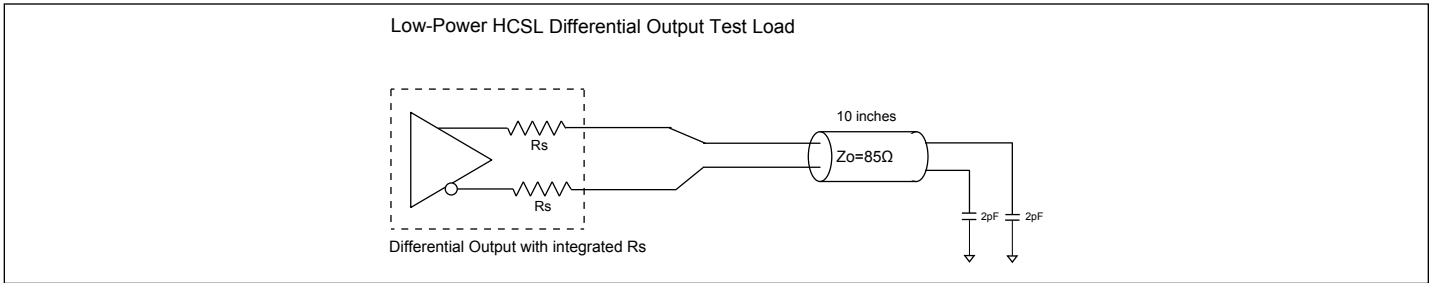 Low-Power HCSL Differential Output Test Load
10 inches
Rs
Zo=85Ω
Rs
2pF
2pF
Differential Output with integrated Rs